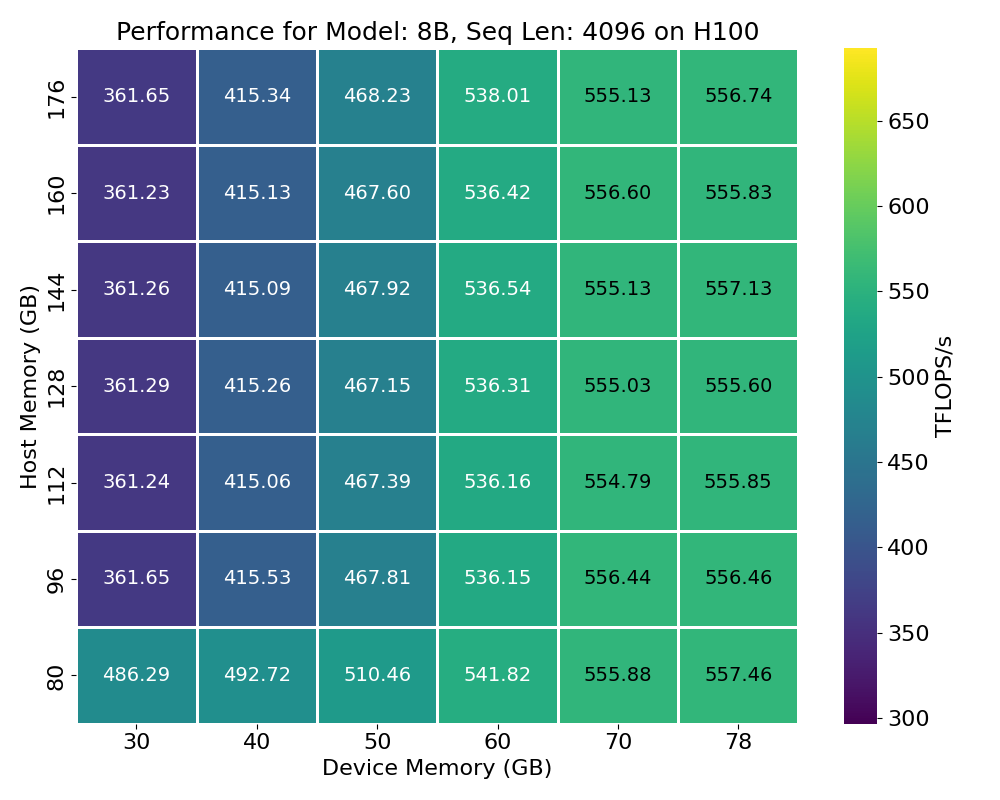 Performance for Model: 8B, Seq Len: 4096 on H100
Host Memory (GB)
176 361.65 415.34 468.23 538.01 555.13 556.74
160 361.23 415.13 467.60 536.42 556.60 555.83
144 361.26 415.09 467.92 536.54 555.13 557.13
128 361.29 415.26 467.15 536.31 555.03 555.60
112 361.24 415.06 467.39 536.16 554.79 555.85
96 361.65 415.53 467.81 536.15 556.44 556.46
80 486.29 492.72 510.46 541.82 555.88 557.46
30 40 50 60 70 78
Device Memory (GB)
650
600
550
500
450
400
350
300
TFLOPS/s